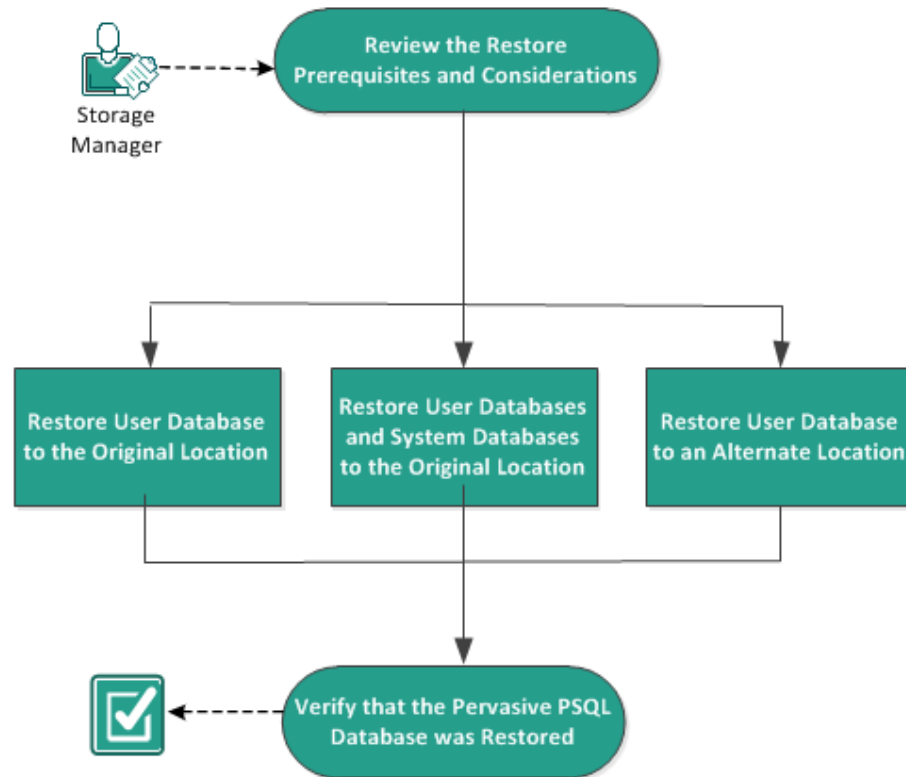 Review the Restore
Prerequisites and Considerations
Storage
Manager
Restore User Database
to the Original Location
Restore User Databases
and System Databases
to the Original Location
Restore User Database
to an Alternate Location
Verify that the Pervasive PSQL
Database was Restored